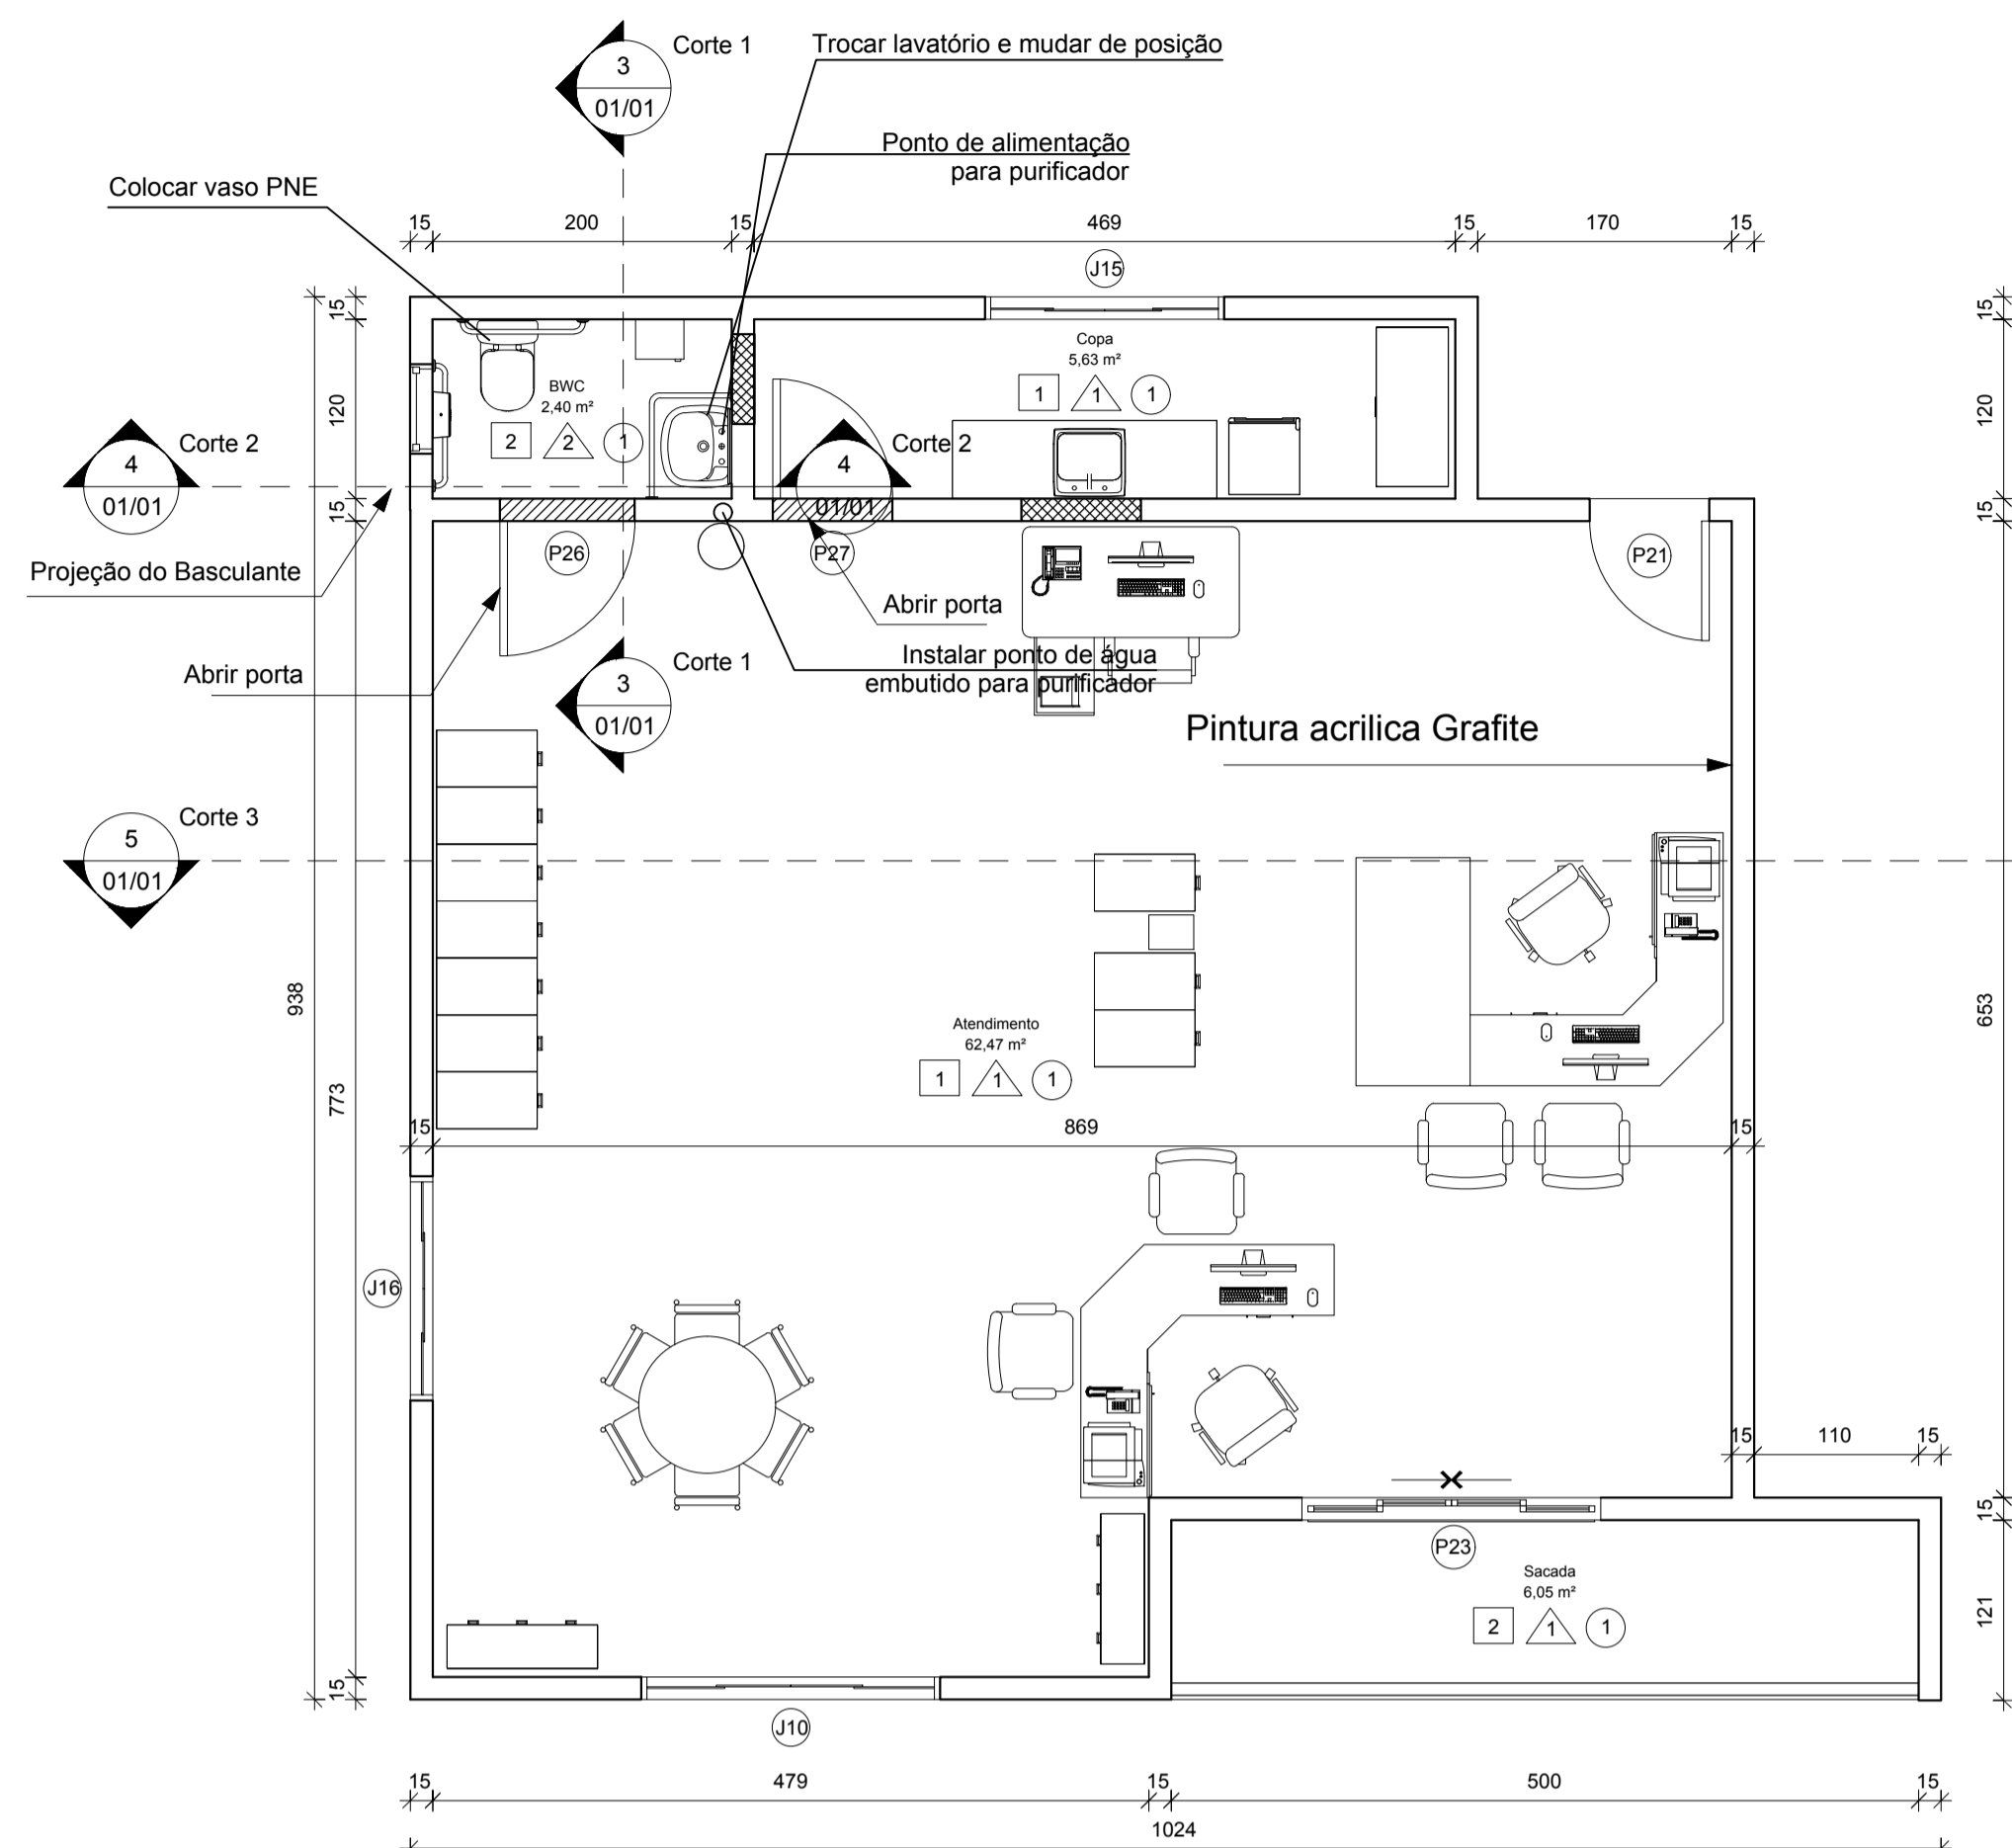 Corte 1
3
01/01
Trocar lavatório e mudar de posição
Ponto de alimentação
para purificador
Colocar vaso PNE
15
200
15
469
15
170
15
J15
15
120
15
15
120
15
Copa
5,63 m²
1
1
1
BWC
2,40 m²
2
2
1
Corte 2
4
01/01
Corte 2
4
01/01
P26
P27
P21
Projeção do Basculante
Abrir porta
Abrir porta
Corte 1
3
01/01
Instalar ponto de água
embutido para purificador
Pintura acrilica Grafite
Corte 3
5
01/01
938
773
653
Atendimento
62,47 m²
1
1
1
15
869
15
J16
15
110
15
15
121
P23
Sacada
6,05 m²
2
1
1
15
J10
15
479
15
500
15
1024